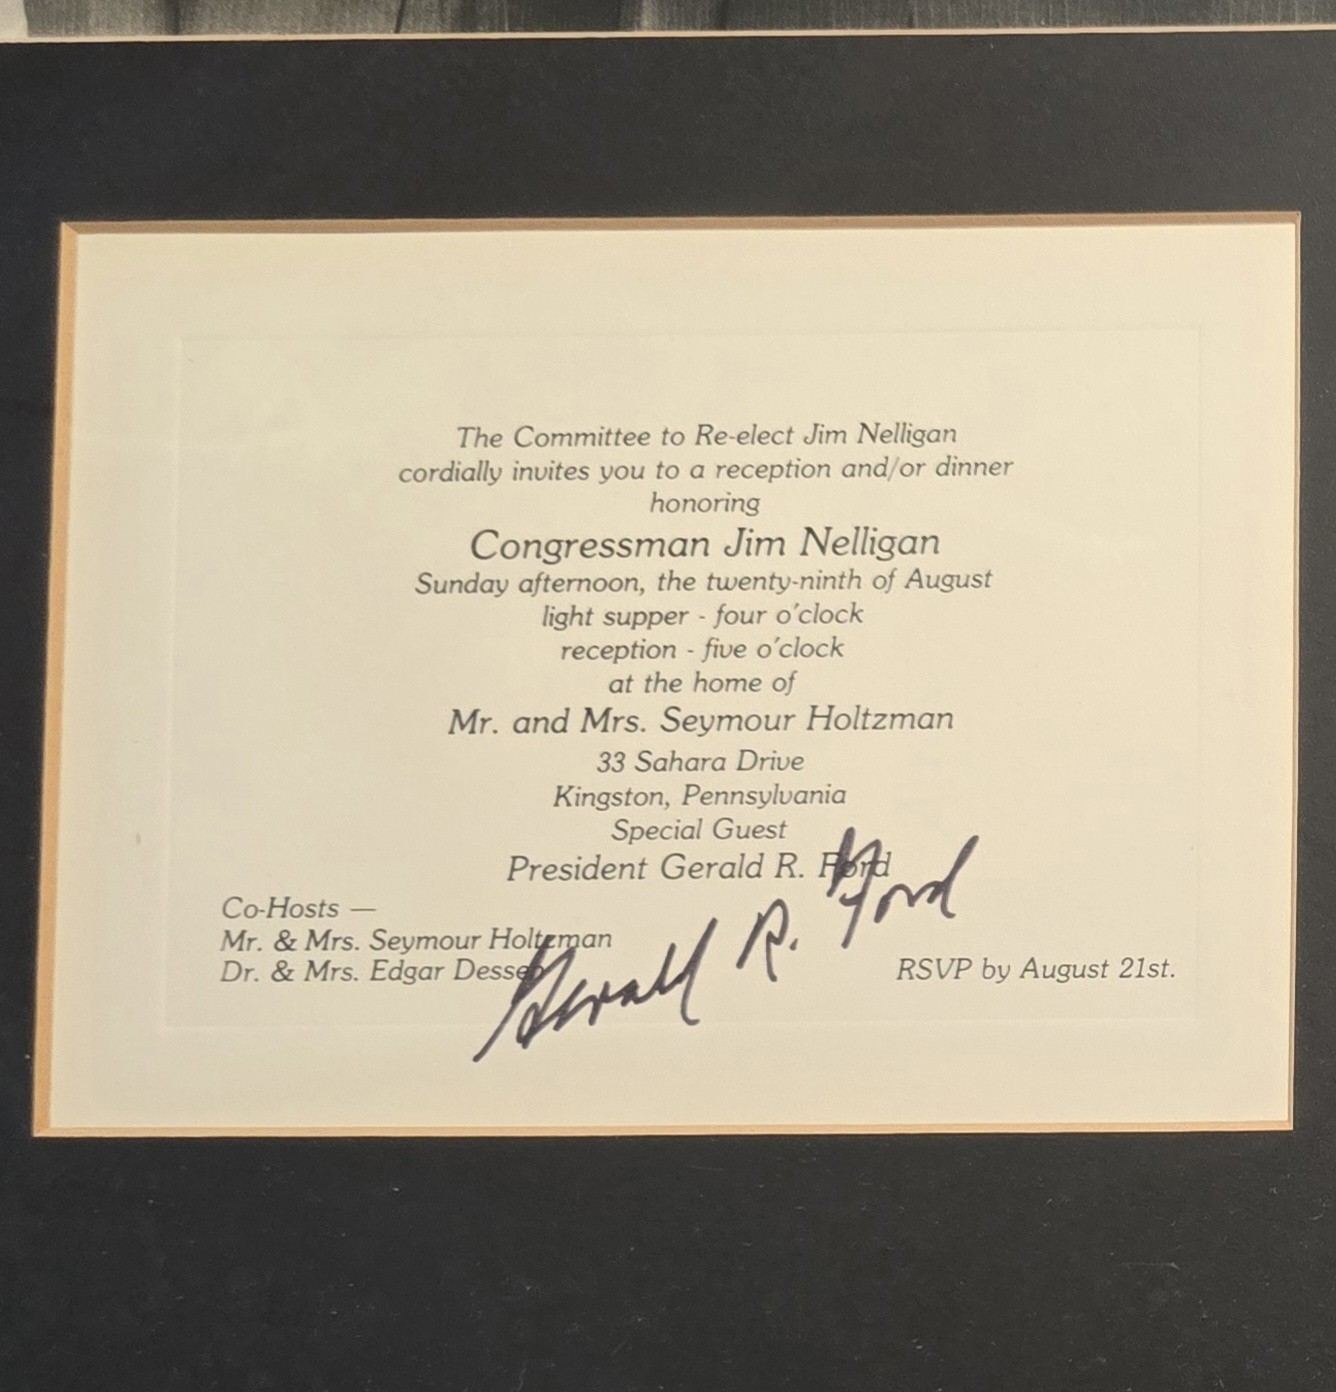 The Committee to Re-elect Jim Nelligan
cordially invites you to a reception and/or dinner
honoring
Congressman Jim Nelligan
Sunday afternoon, the twenty-ninth of August
light supper - four o'clock
reception - five o'clock
at the home of
Mr. and Mrs. Seymour Holtzman
33 Sahara Drive
Kingston, Pennsylvania
Special Guest
President Gerald R. Ford
Co-Hosts —
Mr. & Mrs. Seymour Holtzman
Dr. & Mrs. Edgar Dessen
RSVP by August 21st.
Gerald R. Ford